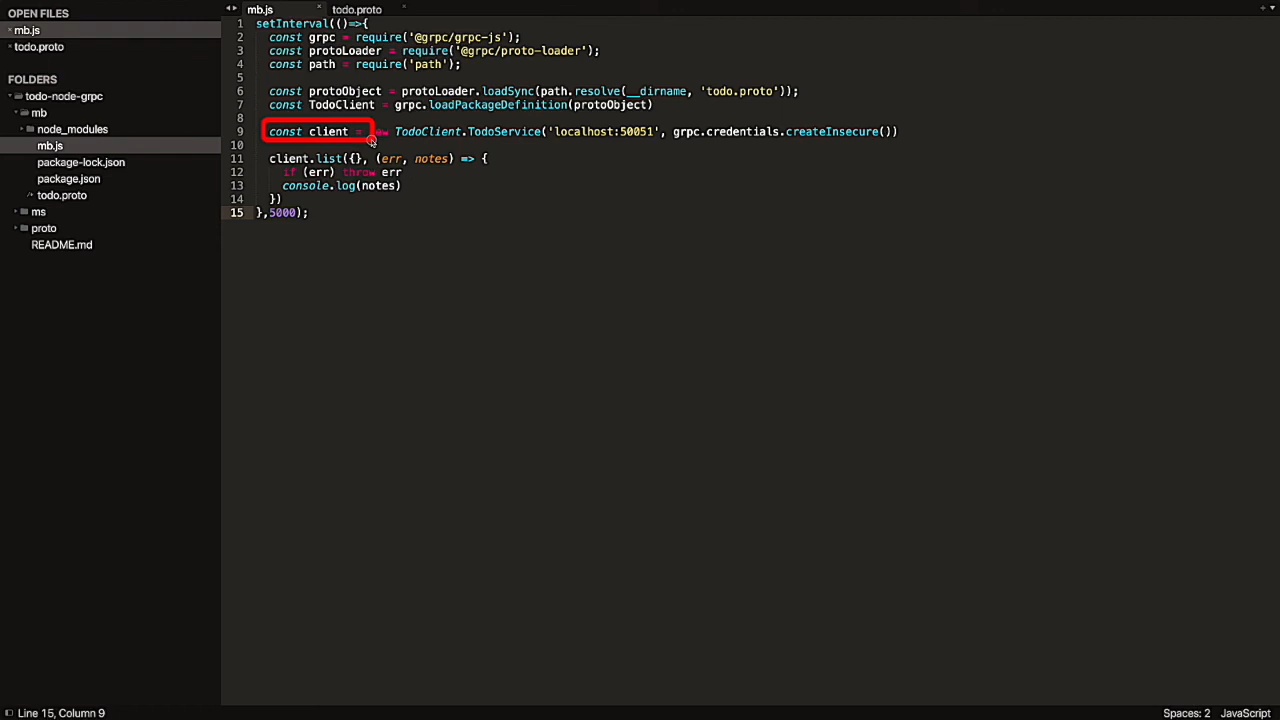 OPEN FILES
mb.js
todo.proto
FOLDERS
todo-node-grpc
mb
node_modules
mb.js
package-lock.json
package.json
todo.proto
ms
proto
README.md
mb.js
todo.proto
1 setInterval(()=>{
2 const grpc = require('@grpc/grpc-js');
3 const protoLoader = require('@grpc/proto-loader');
4 const path = require('path');
5
6 const protoObject = protoLoader.loadSync(path.resolve(__dirname, 'todo.proto'));
7 const TodoClient = grpc.loadPackageDefinition(protoObject)
8
9 const client = new TodoClient.TodoService('localhost:50051', grpc.credentials.createInsecure())
10
11 client.list({}, (err, notes) => {
12 if (err) throw err
13 console.log(notes)
14 })
15 },5000);
Line 15, Column 9
Spaces: 2
JavaScript